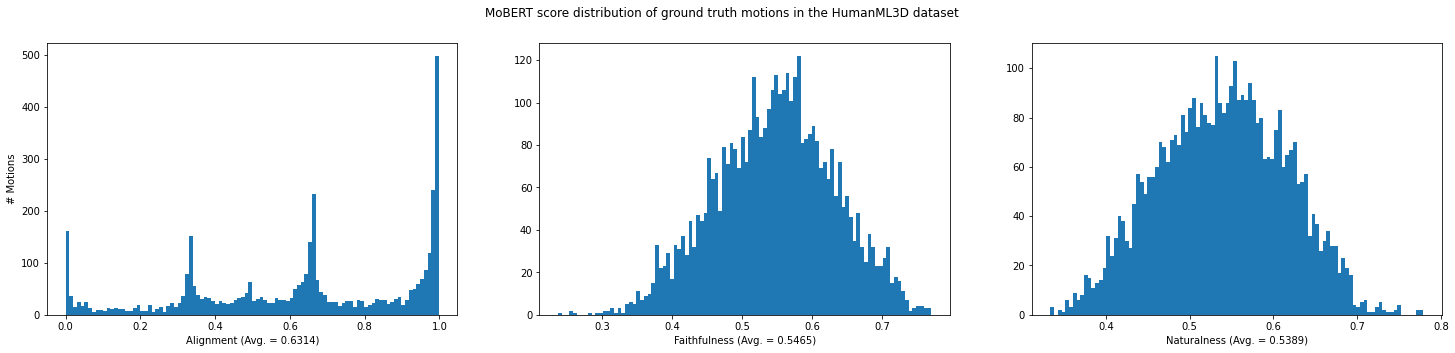 MoBERT score distribution of ground truth motions in the HumanML3D dataset
# Motions
500
400
300
200
100
0
0.0 0.2 0.4 0.6 0.8 1.0
Alignment (Avg. = 0.6314)
120
100
80
60
40
20
0
0.3 0.4 0.5 0.6 0.7
Faithfulness (Avg. = 0.5465)
100
80
60
40
20
0
0.4 0.5 0.6 0.7 0.8
Naturalness (Avg. = 0.5389)